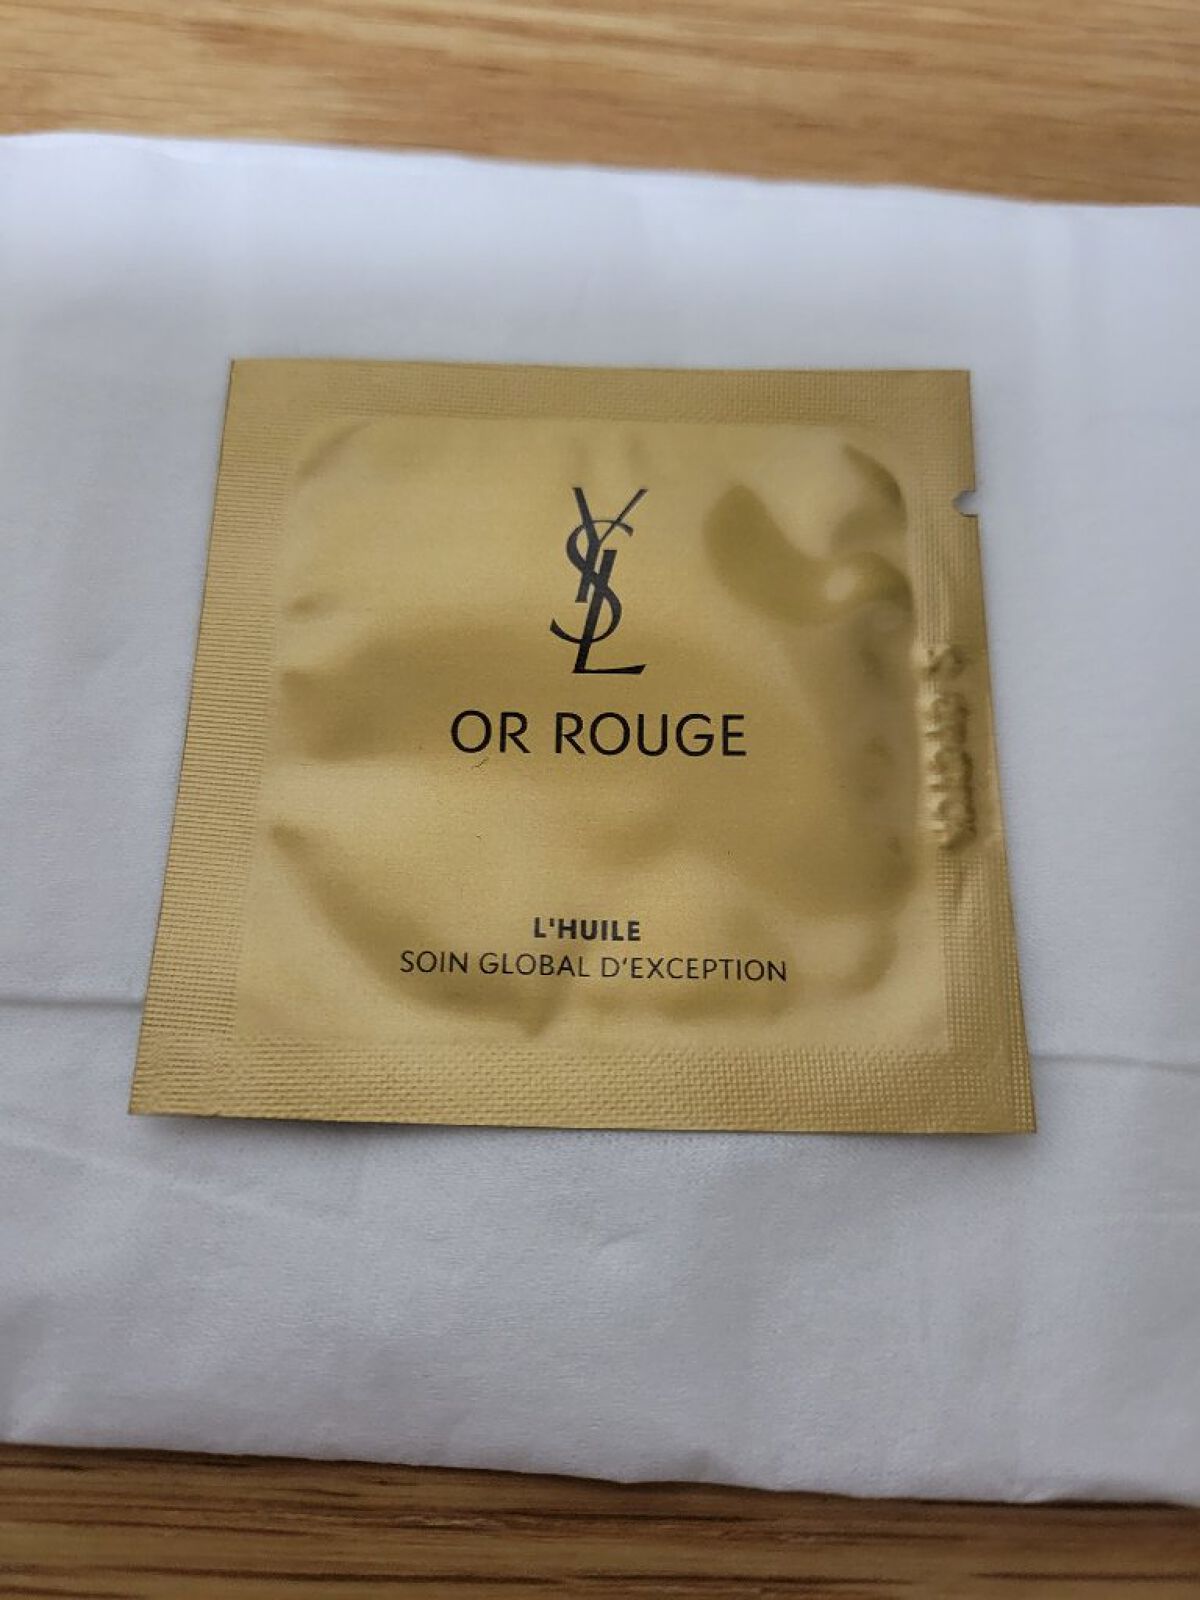 YSL
OR ROUGE
L'HUILE
SOIN GLOBAL D'EXCEPTION